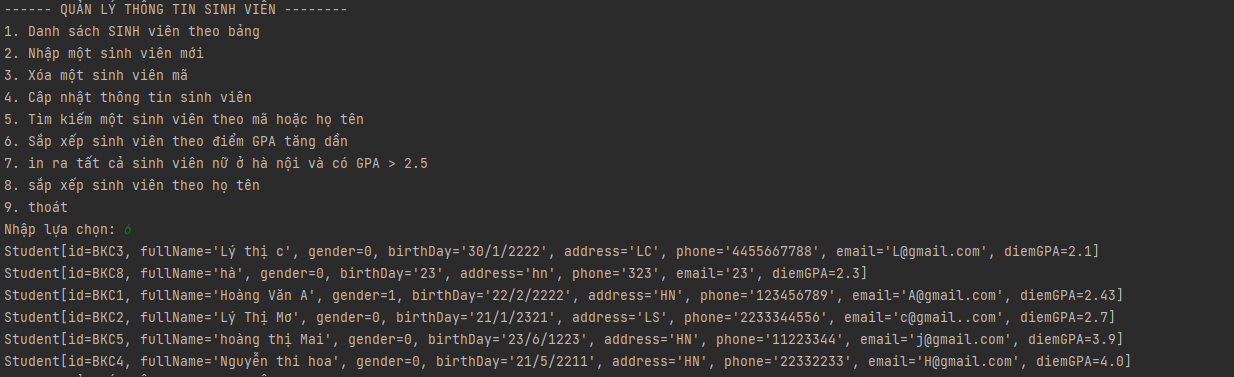 ------ QUẢN LÝ THÔNG TIN SINH VIÊN --------
1. Danh sách SINH viên theo bảng
2. Nhập một sinh viên mới
3. Xóa một sinh viên mã
4. Câp nhật thông tin sinh viên
5. Tìm kiếm một sinh viên theo mã hoặc họ tên
6. Sắp xếp sinh viên theo điểm GPA tăng dần
7. in ra tất cả sinh viên nữ ở hà nội và có GPA > 2.5
8. sắp xếp sinh viên theo họ tên
9. thoát
Nhập lựa chọn: 6
Student[id=BKC3, fullName='Lý thị c', gender=0, birthDay='30/1/2222', address='LC', phone='4455667788', email='L@gmail.com', diemGPA=2.1]
Student[id=BKC8, fullName='hà', gender=0, birthDay='23', address='hn', phone='323', email='23', diemGPA=2.3]
Student[id=BKC1, fullName='Hoàng Văn A', gender=1, birthDay='22/2/2222', address='HN', phone='123456789', email='A@gmail.com', diemGPA=2.43]
Student[id=BKC2, fullName='Lý Thị Mơ', gender=0, birthDay='21/1/2321', address='LS', phone='2233344556', email='c@gmail..com', diemGPA=2.7]
Student[id=BKC5, fullName='hoàng thị Mai', gender=0, birthDay='23/6/1223', address='HN', phone='11223344', email='j@gmail.com', diemGPA=3.9]
Student[id=BKC4, fullName='Nguyễn thi hoa', gender=0, birthDay='21/5/2211', address='HN', phone='22332233', email='H@gmail.com', diemGPA=4.0]